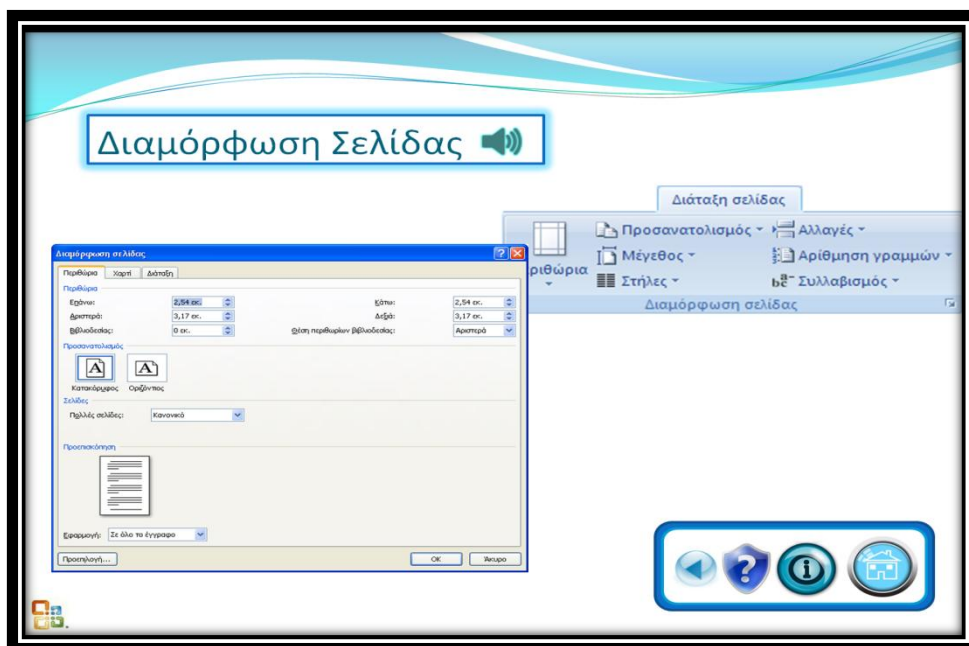 Διαμόρφωση Σελίδας
Διάταξη σελίδας
Προσανατολισμός Αλλαγές
Μέγεθος Αρίθμηση γραμμών
ριθώρια
Στήλες bc Συλλαβισμός
Διαμόρφωση σελίδας
Διαμόρφωση σελίδας
Περιθώρια Χαρτί Διάταξη
Περιθώρια
Επάνω: 2,54 εκ. Κάτω: 2,54 εκ.
Αριστερά: 3,17 εκ. Δεξιά: 3,17 εκ.
Βιβλιοδεσίας: 0 εκ. Θέση περιθωρίων βιβλιοδεσίας: Αριστερά
Προσανατολισμός
A A
Κατακόρυφος Οριζόντιος
Σελίδες
Πολλές σελίδες: Κανονικό
Προεπισκόπηση
Εφαρμογή: Σε όλο το έγγραφο
Προεπιλογή... OK Άκυρο